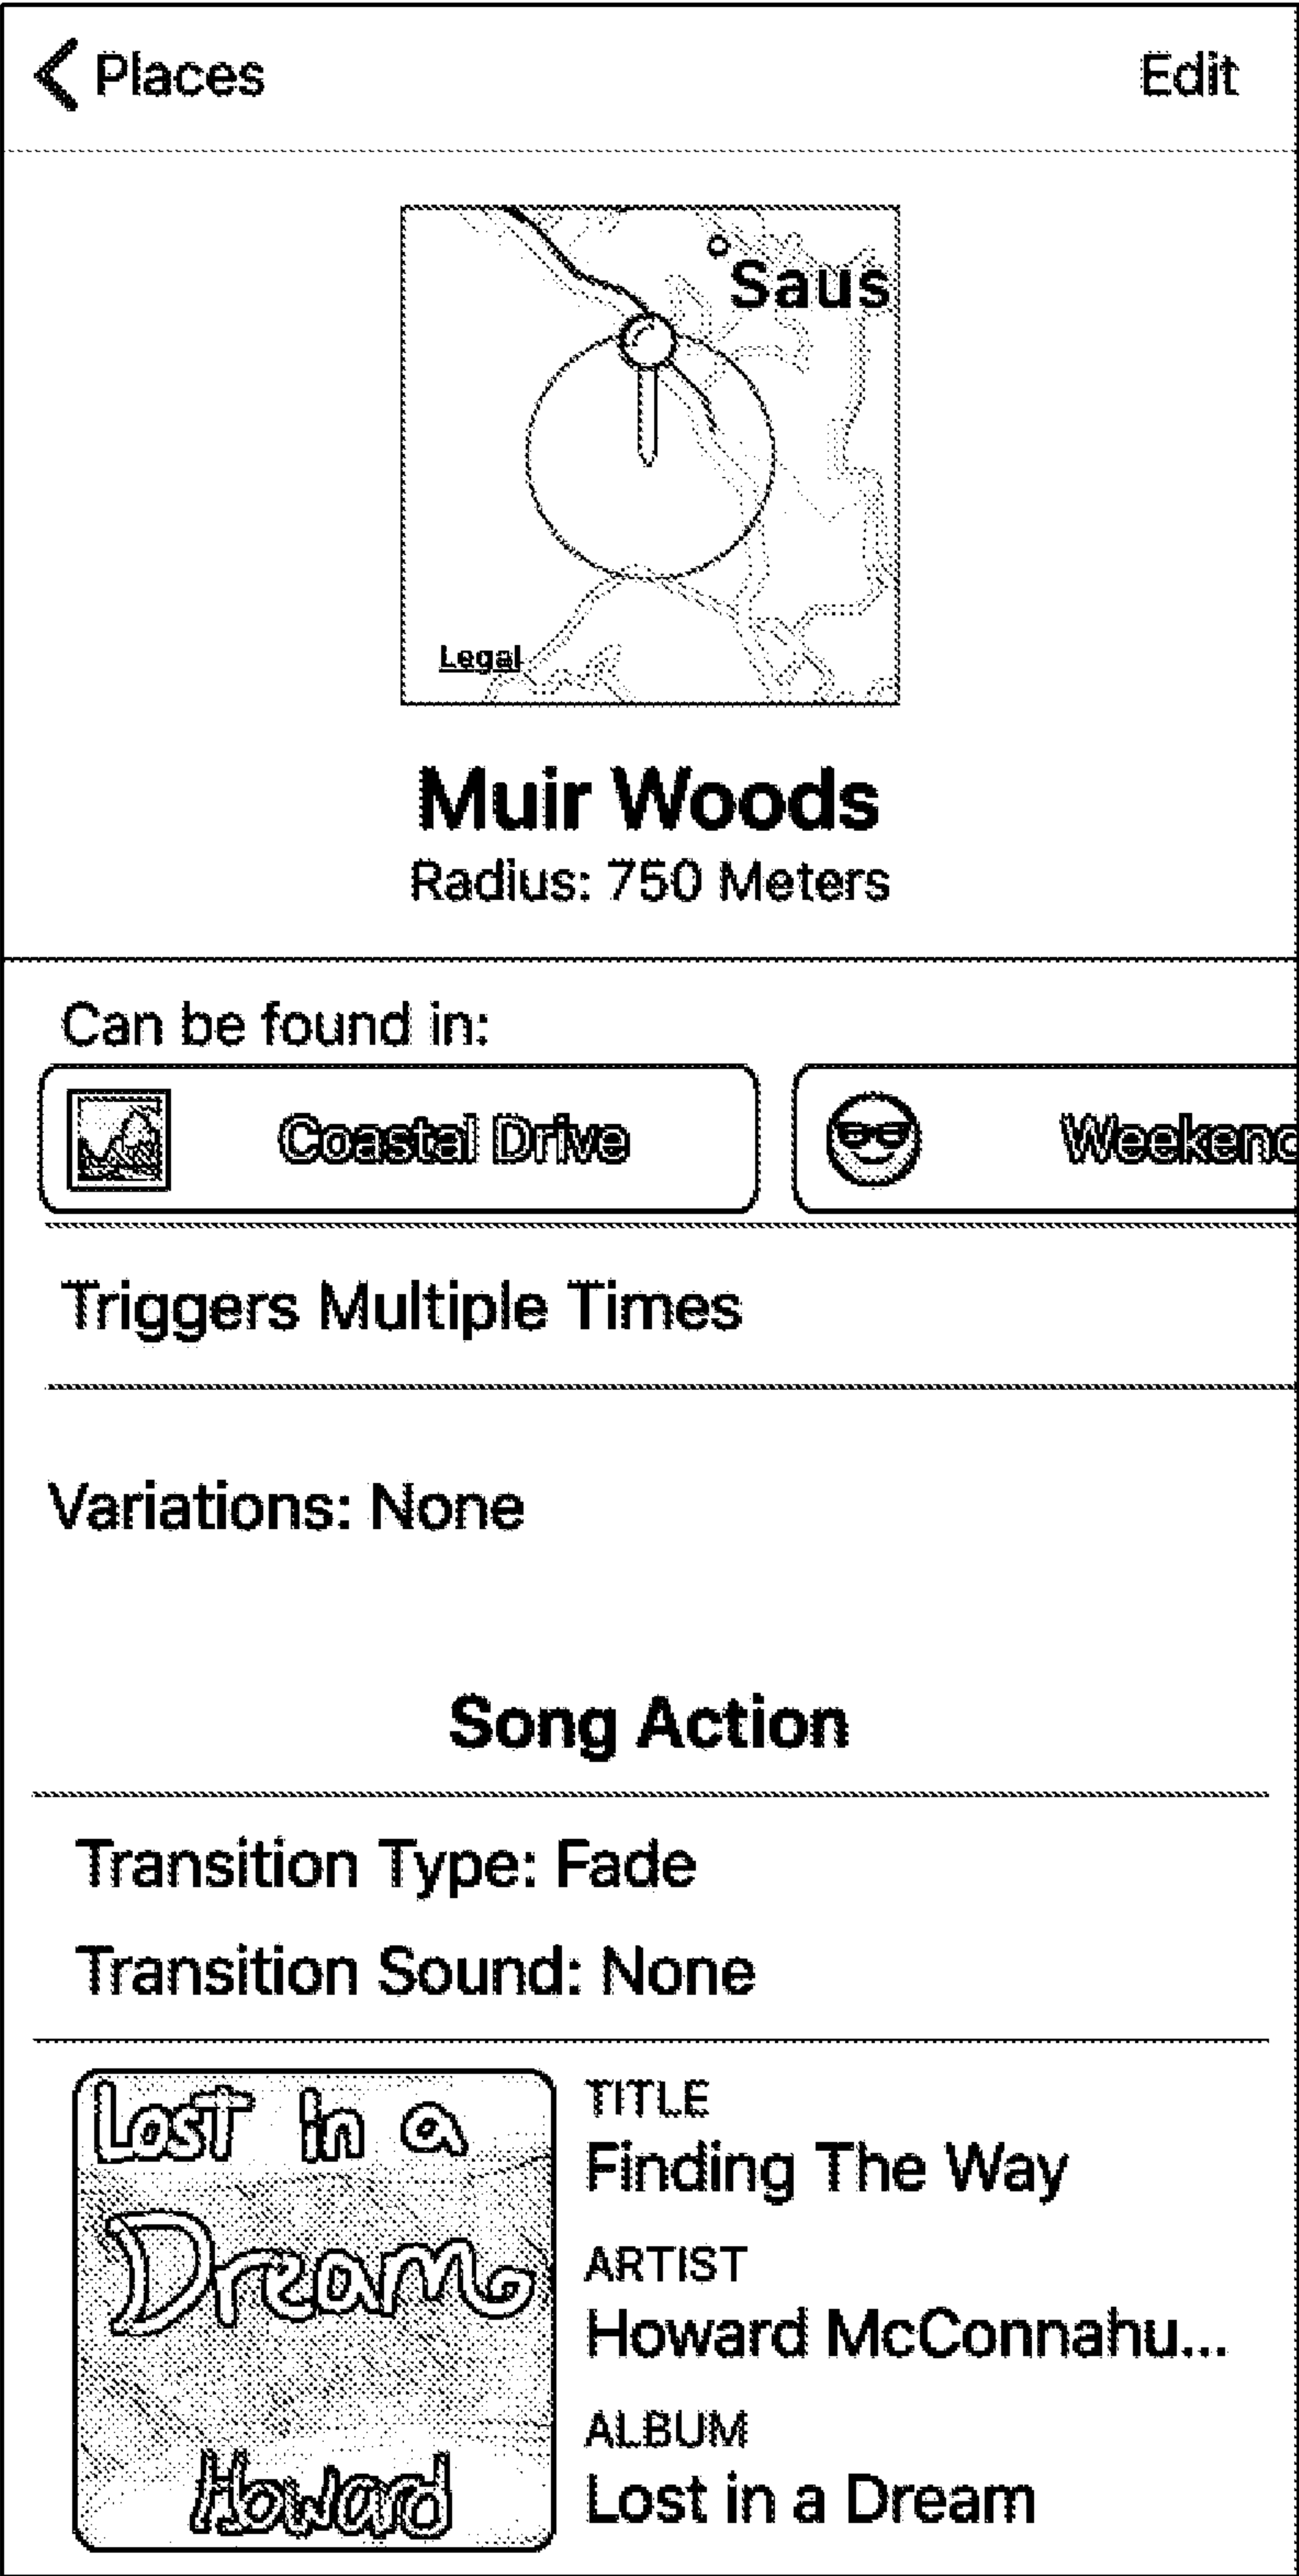 Places
Edit
Saus
Legal
Muir Woods
Radius: 750 Meters
Can be found in:
Coastal Drive
Weekend
Triggers Multiple Times
Variations: None
Song Action
Transition Type: Fade
Transition Sound: None
Lost in a
Dream
Howard
TITLE
Finding The Way
ARTIST
Howard McConnahu...
ALBUM
Lost in a Dream